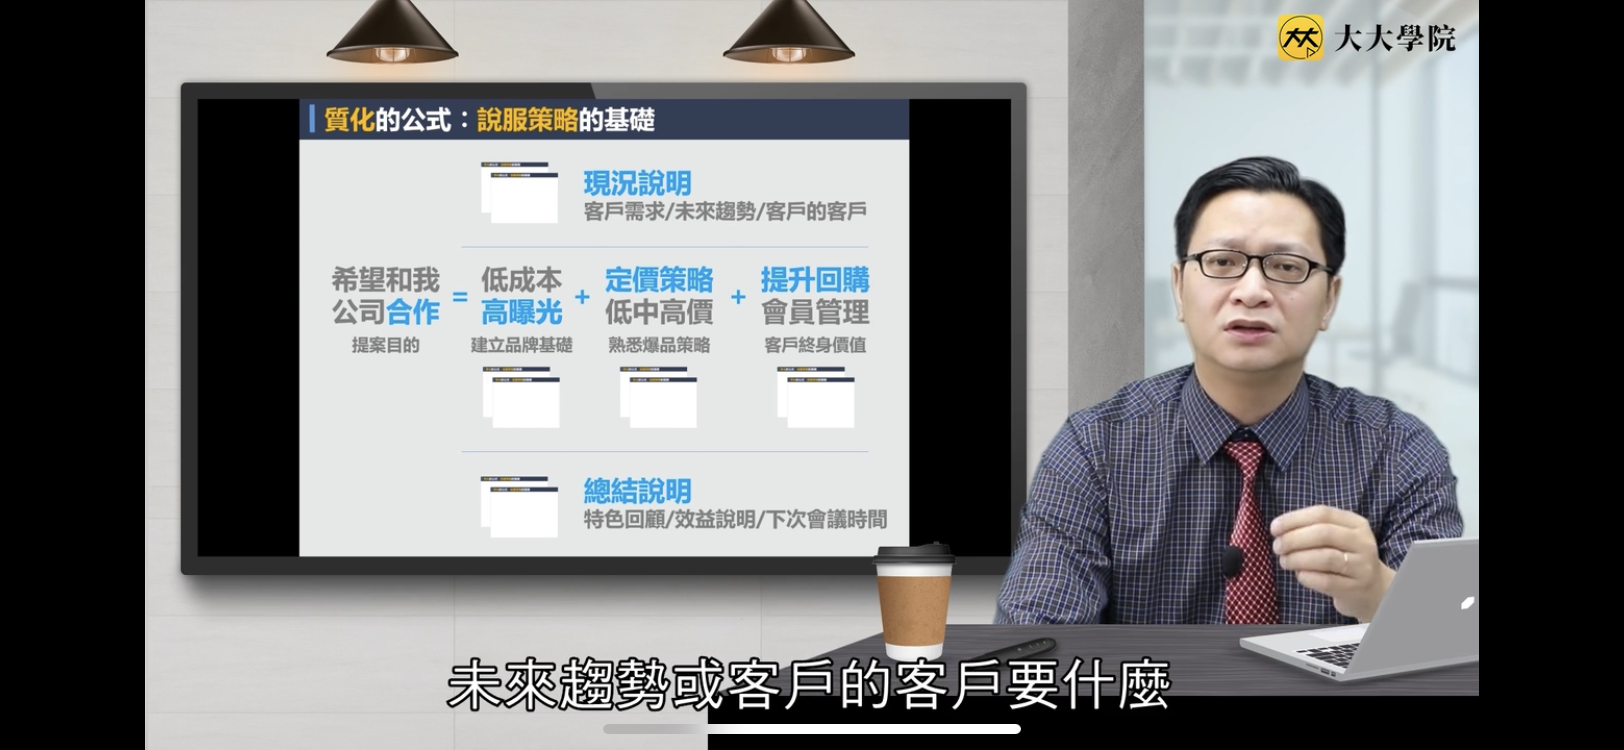 大大學院
質化的公式：說服策略的基礎
現況說明
客戶需求/未來趨勢/客戶的客戶
希望和我公司合作
提案目的
=
低成本
高曝光
建立品牌基礎
+
定價策略
低中高價
熟悉爆品策略
+
提升回購
會員管理
客戶終身價值
總結說明
特色回顧/效益說明/下次會議時間
未來趨勢或客戶的客戶要什麼